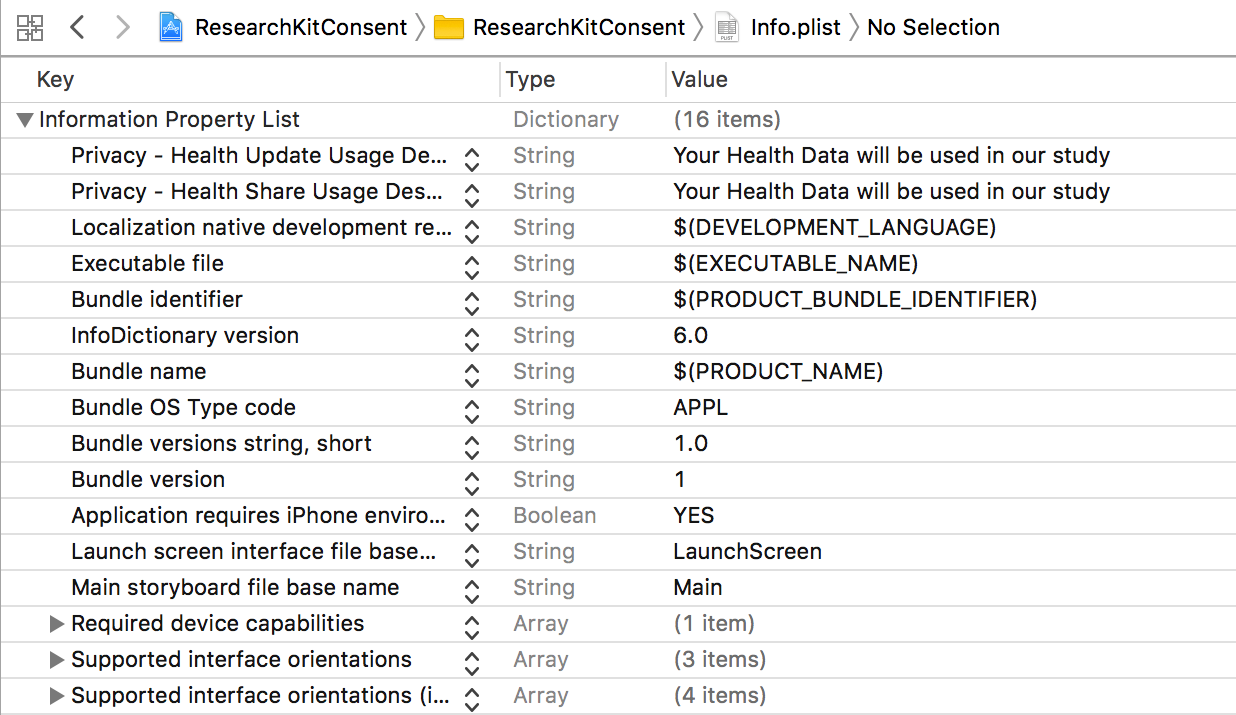 ResearchKitConsent ResearchKitConsent Info.plist No Selection
Key Type Value
Information Property List Dictionary (16 items)
Privacy - Health Update Usage De... String Your Health Data will be used in our study
Privacy - Health Share Usage Des... String Your Health Data will be used in our study
Localization native development re... String $(DEVELOPMENT_LANGUAGE)
Executable file String $(EXECUTABLE_NAME)
Bundle identifier String $(PRODUCT_BUNDLE_IDENTIFIER)
InfoDictionary version String 6.0
Bundle name String $(PRODUCT_NAME)
Bundle OS Type code String APPL
Bundle versions string, short String 1.0
Bundle version String 1
Application requires iPhone enviro... Boolean YES
Launch screen interface file base... String LaunchScreen
Main storyboard file base name String Main
Required device capabilities Array (1 item)
Supported interface orientations Array (3 items)
Supported interface orientations (i... Array (4 items)